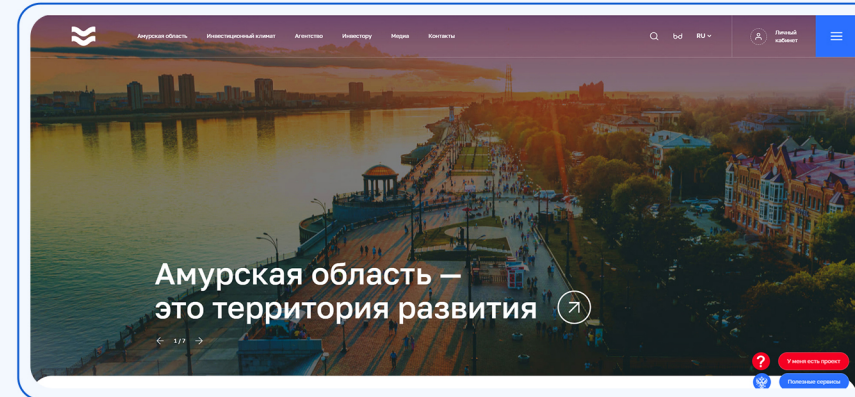 Амурская область
Инвестиционный климат
Агентство
Инвестору
Медиа
Контакты
RU
Личный
кабинет
Амурская область —
это территория развития
1 / 7
?
У меня есть проект
Полезные сервисы